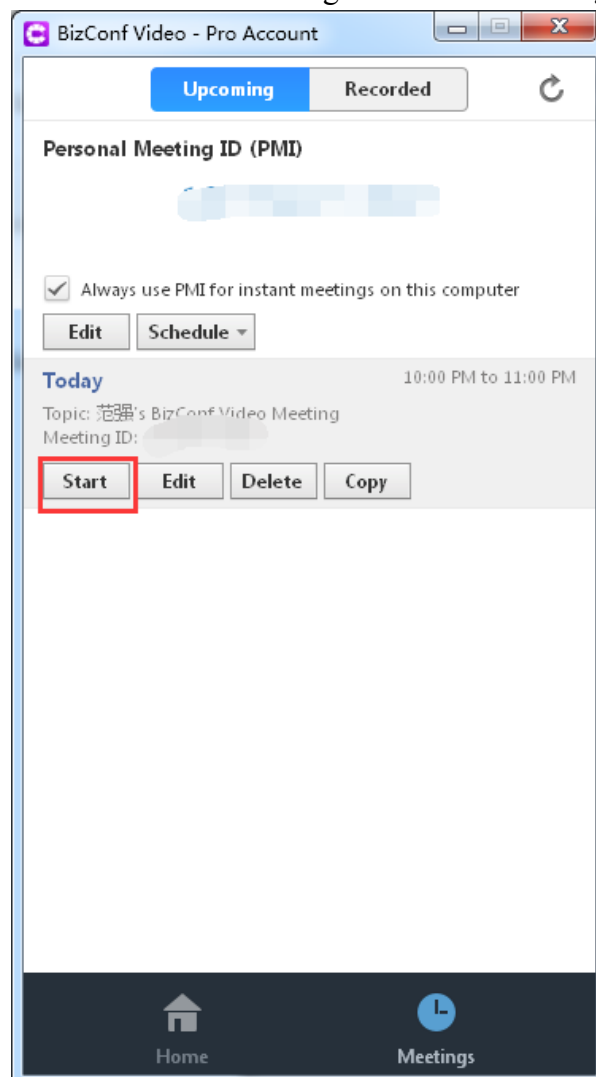 BizConf Video - Pro Account
Upcoming Recorded
Personal Meeting ID (PMI)
Always use PMI for instant meetings on this computer
Edit Schedule
Today 10:00 PM to 11:00 PM
Topic: 范强's BizConf Video Meeting
Meeting ID:
Start Edit Delete Copy
Home Meetings